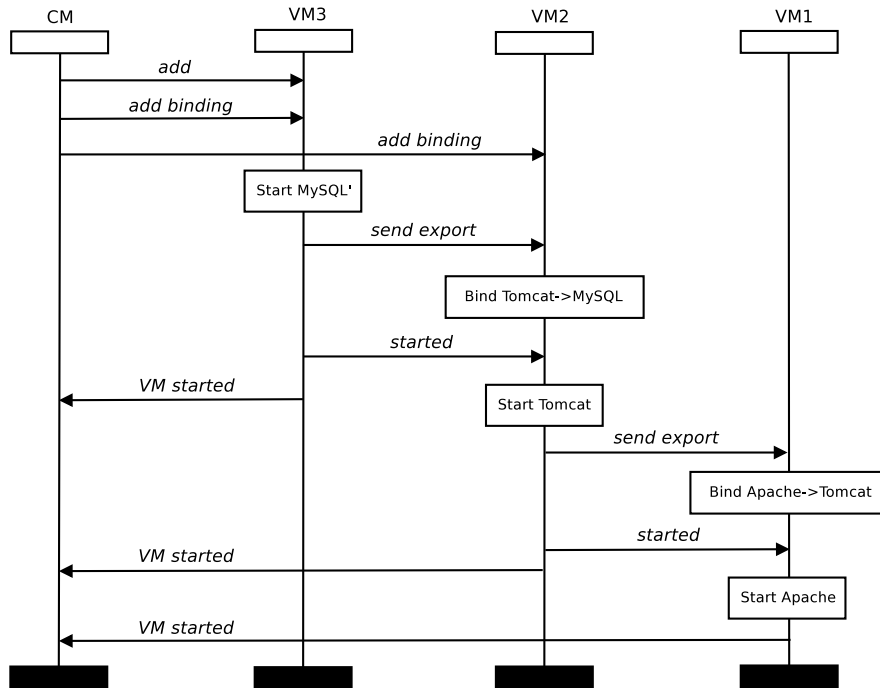 CM
VM3
VM2
VM1
add
add binding
add binding
Start MySQL'
send export
Bind Tomcat->MySQL
started
VM started
Start Tomcat
send export
Bind Apache->Tomcat
started
VM started
Start Apache
VM started